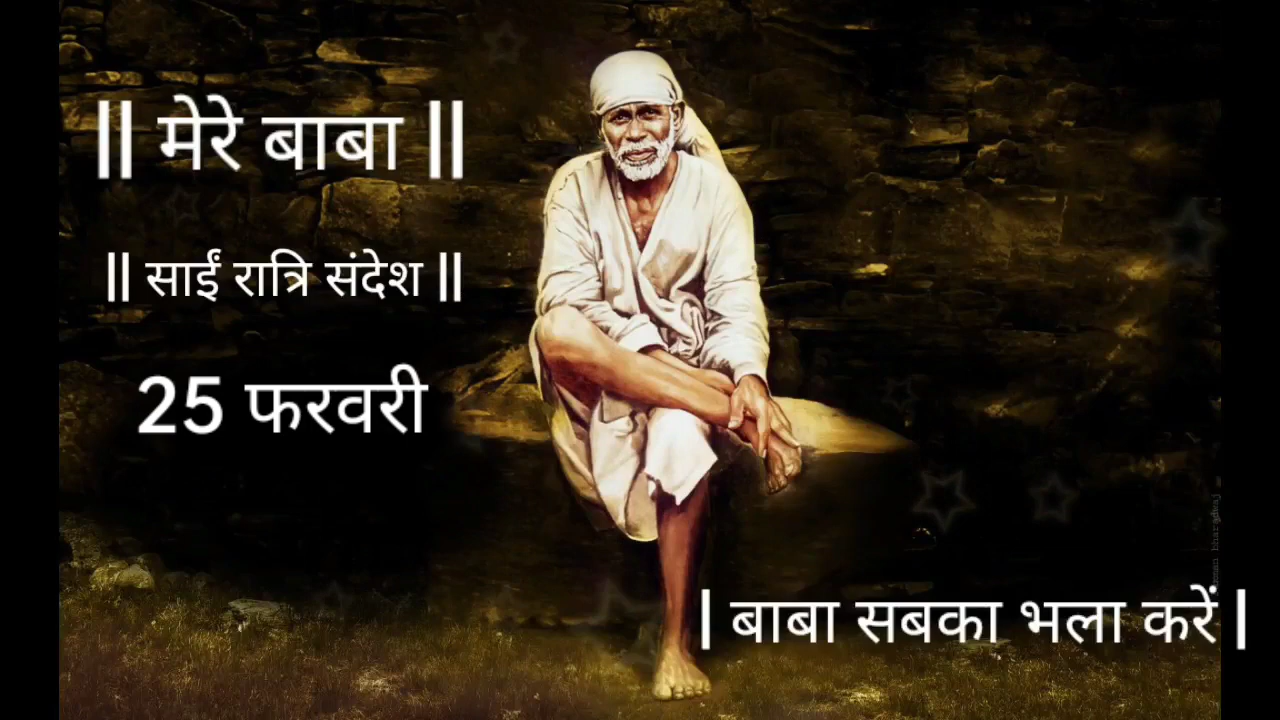 || मेरे बाबा ||
|| साईं रात्रि संदेश ||
25 फरवरी
| बाबा सबका भला करें |